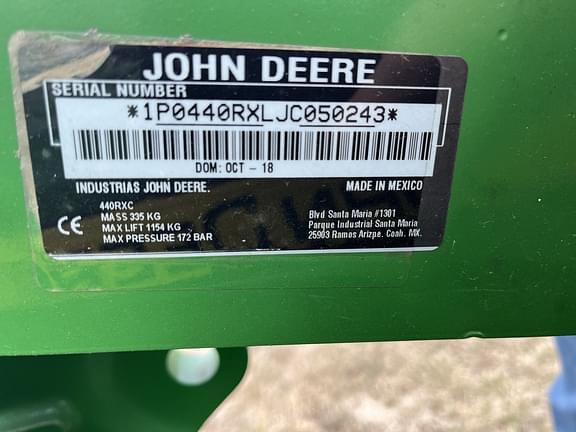 JOHN DEERE
SERIAL NUMBER
*1P0440RXLJC050243*
DOM: OCT - 18
INDUSTRIAS JOHN DEERE. MADE IN MEXICO
440RXC
MASS 335 KG
MAX LIFT 1154 KG
MAX PRESSURE 172 BAR
CE
Blvd Santa Maria #1301
Parque Industrial Santa Maria
25903 Ramos Arizpe. Coah. MX.